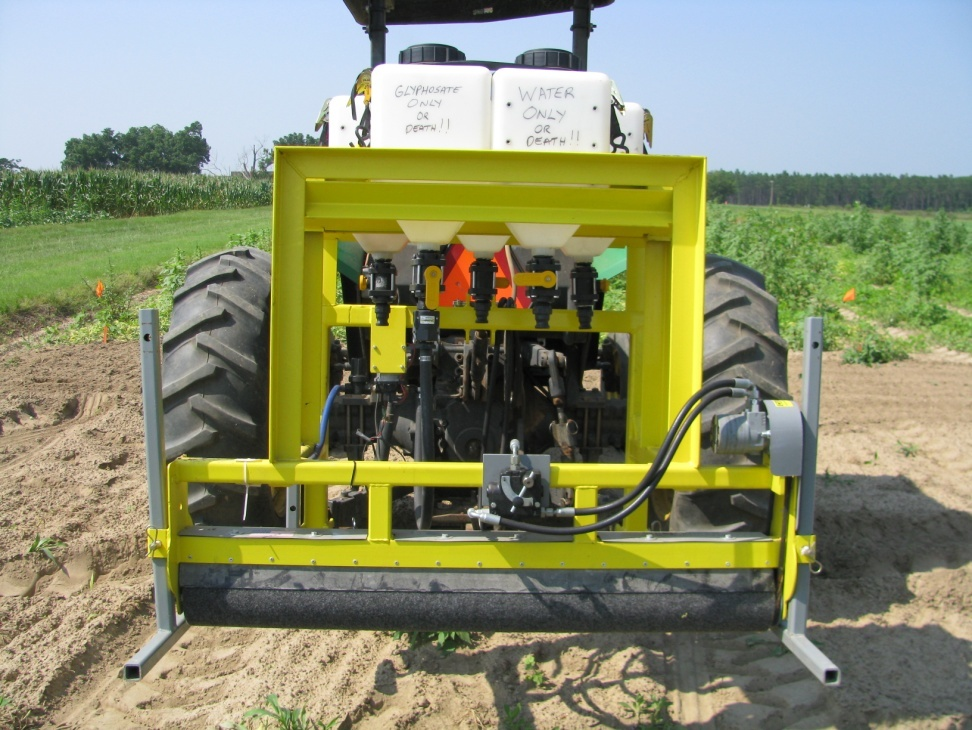 GLYPHOSATE
ONLY
OR
DEATH!!
WATER
ONLY
OR
DEATH!!